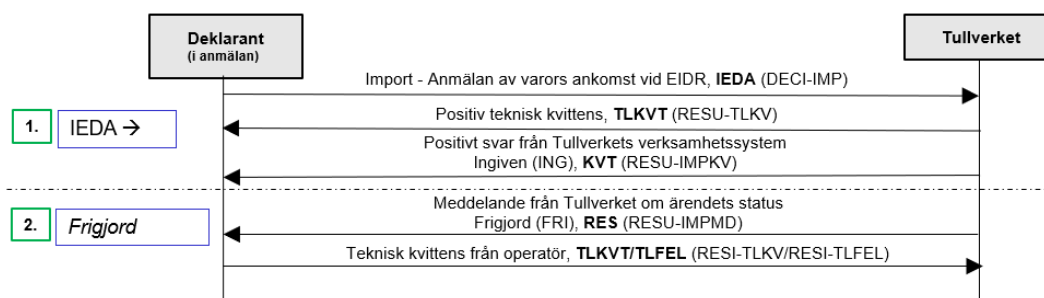 Deklarant
(i anmälan)
Tullverket
Import - Anmälan av varors ankomst vid EIDR, IEDA (DECI-IMP)
Positiv teknisk kvittens, TLKVT (RESU-TLKV)
1.
IEDA →
Positivt svar från Tullverkets verksamhetssystem
Ingiven (ING), KVT (RESU-IMPKV)
Meddelande från Tullverket om ärendets status
2.
Frigjord
Frigjord (FRI), RES (RESU-IMPMD)
Teknisk kvittens från operatör, TLKVT/TLFEL (RESI-TLKV/RESI-TLFEL)